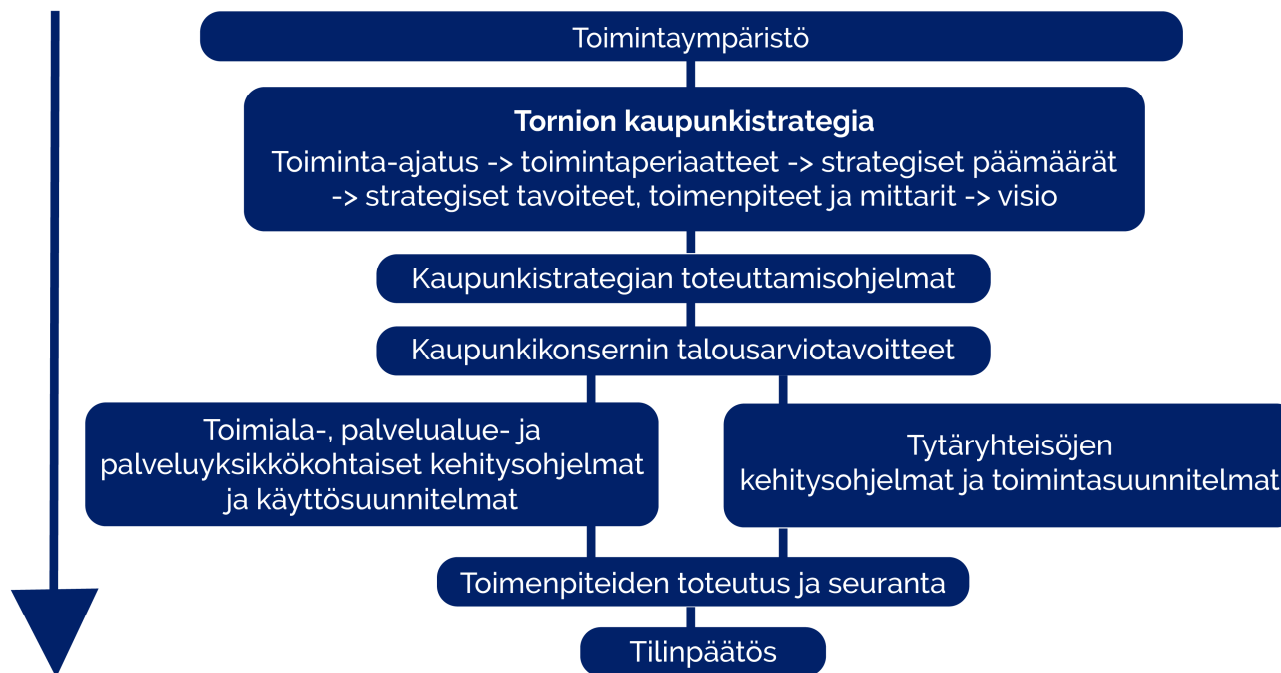 Toimintaympäristö
Tornion kaupunkistrategia
Toiminta-ajatus -> toimintaperiaatteet -> strategiset päämäärät
-> strategiset tavoiteet, toimenpiteet ja mittarit -> visio
Kaupunkistrategian toteuttamisohjelmat
Kaupunkikonsernin talousarviotavoitteet
Toimiala-, palvelualue- ja
palveluyksikkökohtaiset kehitysohjelmat
ja käyttösuunnitelmat
Tytäryhteisöjen
kehitysohjelmat ja toimintasuunnitelmat
Toimenpiteiden toteutus ja seuranta
Tilinpäätös